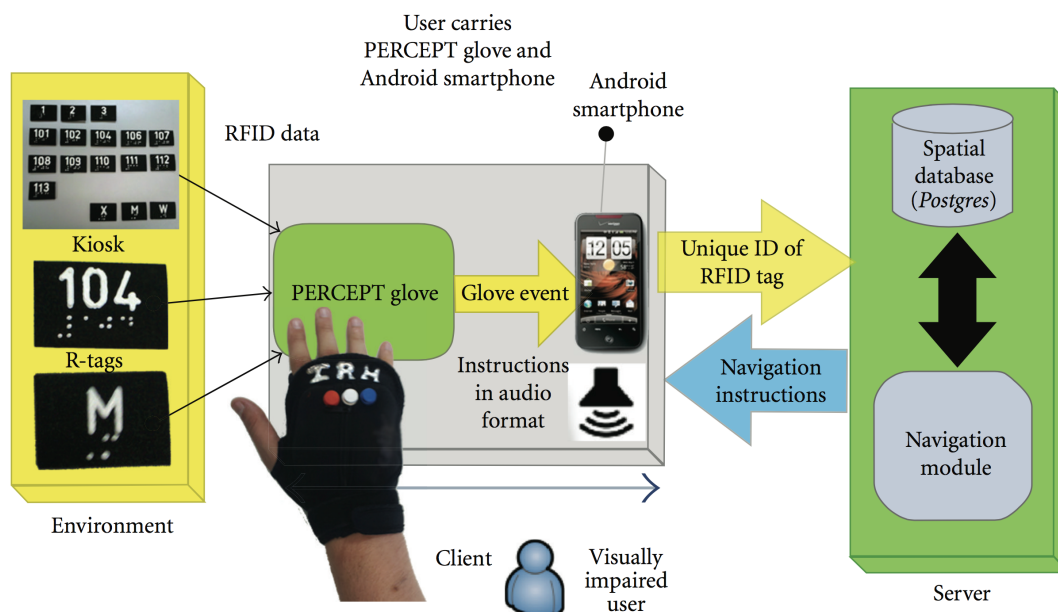 User carries
PERCEPT glove and
Android smartphone
Android
smartphone
RFID data
1 2 3
101 102 104 106 107
108 109 110 111 112
113
X M W
Kiosk
104
R-tags
M
Environment
PERCEPT glove
Glove event
12 05
Instructions
in audio
format
I R H
Unique ID of
RFID tag
Navigation
instructions
Spatial
database
(Postgres)
Navigation
module
Server
Client
Visually
impaired
user